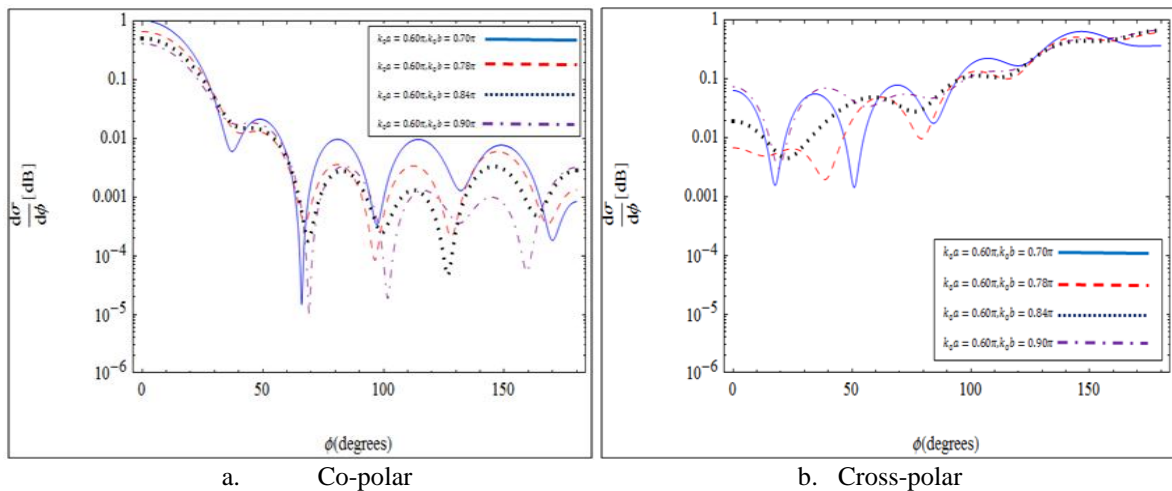 1
0.1
0.01
0.001
10⁻⁴
10⁻⁵
10⁻⁶
dσ/dϕ [dB]
k₀a = 0.60π,k₀b = 0.70π
k₀a = 0.60π,k₀b = 0.78π
k₀a = 0.60π,k₀b = 0.84π
k₀a = 0.60π,k₀b = 0.90π
0 50 100 150
ϕ(degrees)
a. Co-polar
1
0.1
0.01
0.001
10⁻⁴
10⁻⁵
10⁻⁶
dσ/dϕ [dB]
k₀a = 0.60π,k₀b = 0.70π
k₀a = 0.60π,k₀b = 0.78π
k₀a = 0.60π,k₀b = 0.84π
k₀a = 0.60π,k₀b = 0.90π
0 50 100 150
ϕ(degrees)
b. Cross-polar